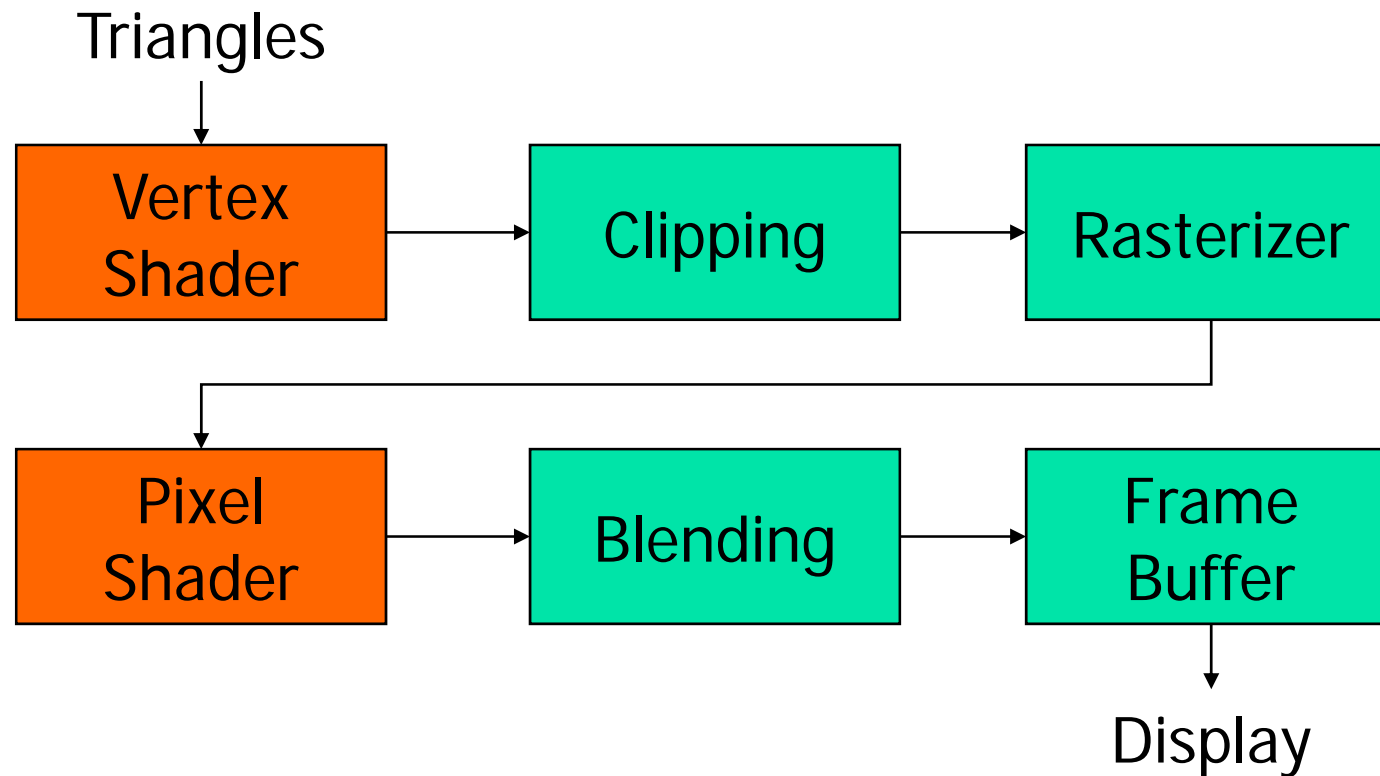 Triangles
Vertex
Shader
Clipping
Rasterizer
Pixel
Shader
Blending
Frame
Buffer
Display